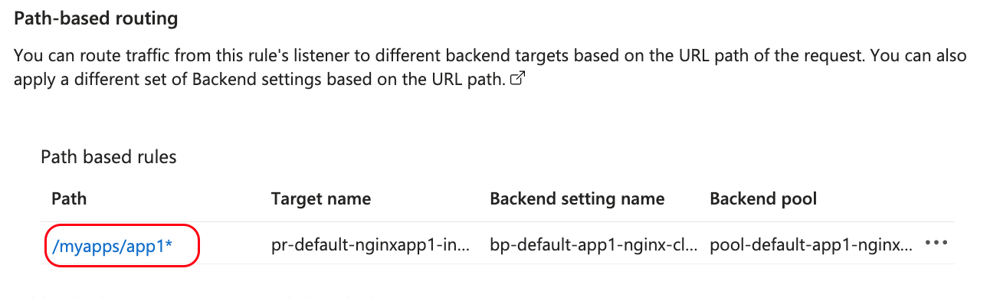 Path-based routing
You can route traffic from this rule's listener to different backend targets based on the URL path of the request. You can also
apply a different set of Backend settings based on the URL path.
Path based rules
Path Target name Backend setting name Backend pool
/myapps/app1* pr-default-nginxapp1-in... bp-default-app1-nginx-cl... pool-default-app1-nginx... •••